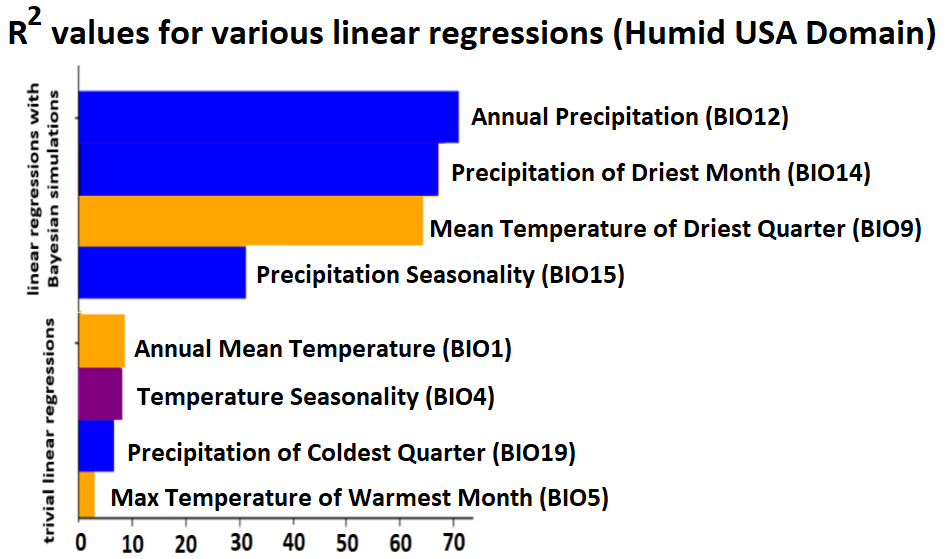 R² values for various linear regressions (Humid USA Domain)
linear regressions with
Bayesian simulations
Annual Precipitation (BIO12)
Precipitation of Driest Month (BIO14)
Mean Temperature of Driest Quarter (BIO9)
Precipitation Seasonality (BIO15)
trivial linear regressions
Annual Mean Temperature (BIO1)
Temperature Seasonality (BIO4)
Precipitation of Coldest Quarter (BIO19)
Max Temperature of Warmest Month (BIO5)
0 10 20 30 40 50 60 70